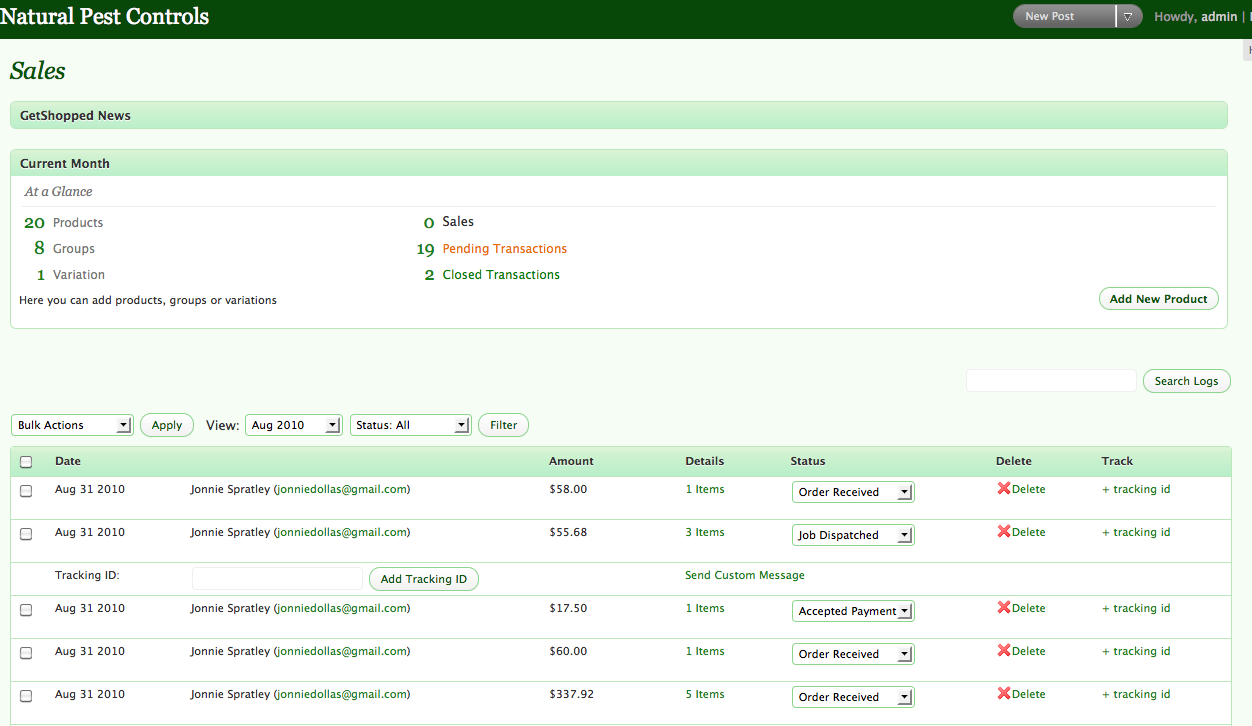 Natural Pest Controls
New Post Howdy, admin |
Sales
GetShopped News
Current Month
At a Glance
20 Products 0 Sales
8 Groups 19 Pending Transactions
1 Variation 2 Closed Transactions
Here you can add products, groups or variations Add New Product
Search Logs
Bulk Actions Apply View: Aug 2010 Status: All Filter
Date Amount Details Status Delete Track
Aug 31 2010 Jonnie Spratley (jonniedollas@gmail.com) $58.00 1 Items Order Received Delete + tracking id
Aug 31 2010 Jonnie Spratley (jonniedollas@gmail.com) $55.68 3 Items Job Dispatched Delete + tracking id
Tracking ID: Add Tracking ID Send Custom Message
Aug 31 2010 Jonnie Spratley (jonniedollas@gmail.com) $17.50 1 Items Accepted Payment Delete + tracking id
Aug 31 2010 Jonnie Spratley (jonniedollas@gmail.com) $60.00 1 Items Order Received Delete + tracking id
Aug 31 2010 Jonnie Spratley (jonniedollas@gmail.com) $337.92 5 Items Order Received Delete + tracking id